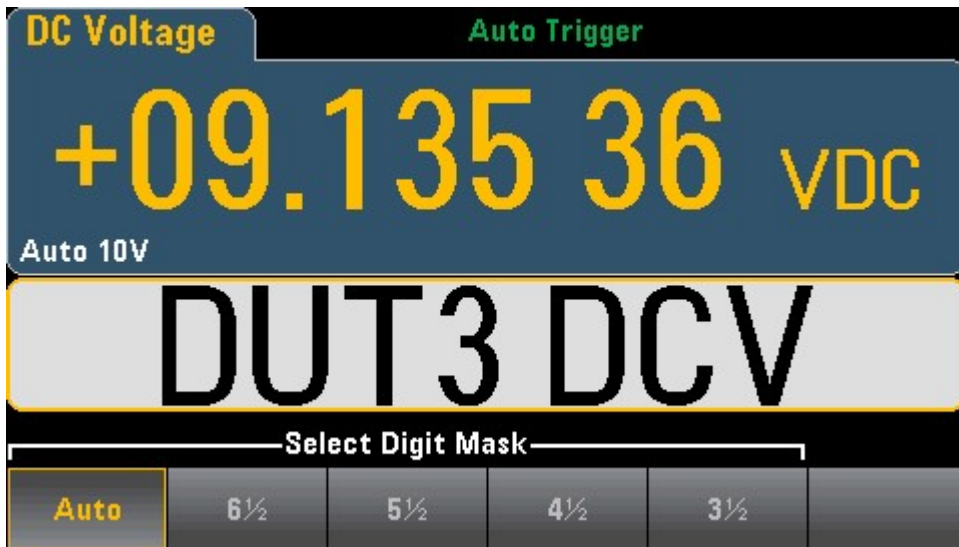 DC Voltage Auto Trigger
+09.135 36 VDC
Auto 10V
DUT3 DCV
Select Digit Mask
Auto 6½ 5½ 4½ 3½